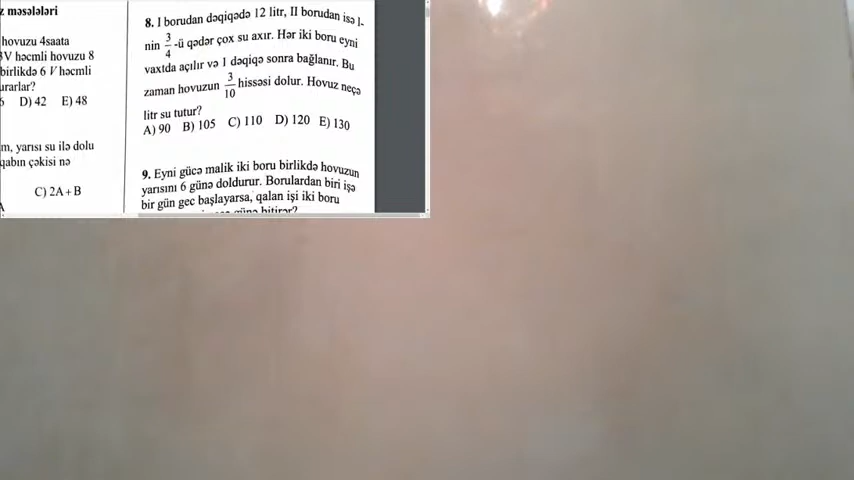 z məsələləri
hovuzu 4saata
V həcmli hovuzu 8
birlikdə 6 V həcmli
D) 42 E) 48
m, yarısı su ilə dolu
qabın çəkisi nə
C) 2A + B
8. I borudan dəqiqədə 12 litr, II borudan isə I-
nin 3/4 -ü qədər çox su axır. Hər iki boru eyni
vaxtda açılır və 1 dəqiqə sonra bağlanır. Bu
zaman hovuzun 3/10 hissəsi dolur. Hovuz neçə
litr su tutur?
A) 90 B) 105 C) 110 D) 120 E) 130
9. Eyni gücə malik iki boru birlikdə hovuzun
yarısını 6 günə doldurur. Borulardan biri işə
bir gün gec başlayarsa, qalan işi iki boru
günə bitirər?